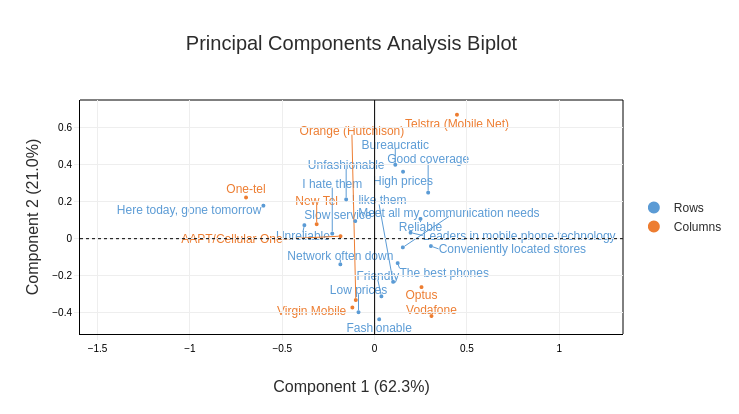 Principal Components Analysis Biplot
Component 2 (21.0%)
0.6
0.4
0.2
0
−0.2
−0.4
Orange (Hutchison)
Telstra (Mobile Net)
Bureaucratic
Unfashionable
Good coverage
I hate them
High prices
One-tel
New Tel
I like them
Here today, gone tomorrow
Slow service
Meet all my communication needs
Reliable
AAPT/Cellular One
Unreliable
Leaders in mobile phone technology
Conveniently located stores
Network often down
Friendly
The best phones
Low prices
Optus
Virgin Mobile
Vodafone
Fashionable
−1.5
−1
−0.5
0
0.5
1
Component 1 (62.3%)
Rows
Columns